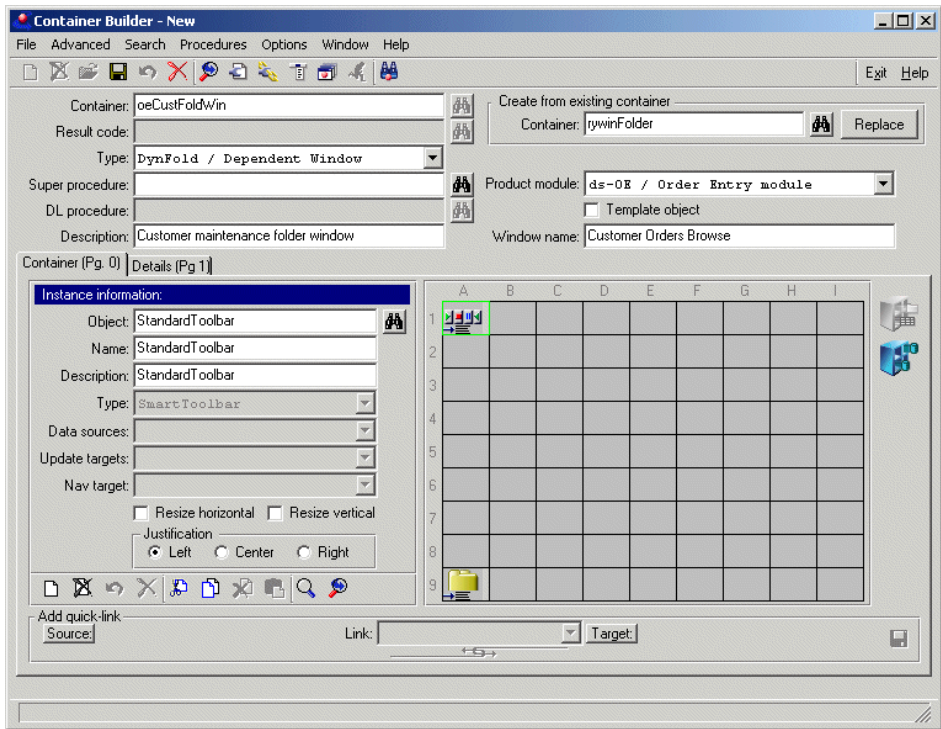 Container Builder - New
File Advanced Search Procedures Options Window Help
Exit Help
Container: oeCustFoldWin
Result code:
Type: DynFold / Dependent Window
Super procedure:
DL procedure:
Description: Customer maintenance folder window
Create from existing container
Container: rywinFolder Replace
Product module: ds-OE / Order Entry module
Template object
Window name: Customer Orders Browse
Container (Pg. 0) Details (Pg 1)
Instance information:
Object: StandardToolbar
Name: StandardToolbar
Description: StandardToolbar
Type: SmartToolbar
Data sources:
Update targets:
Nav target:
Resize horizontal Resize vertical
Justification
Left Center Right
A B C D E F G H I
1
2
3
4
5
6
7
8
9
Add quick-link
Source: Link: Target: